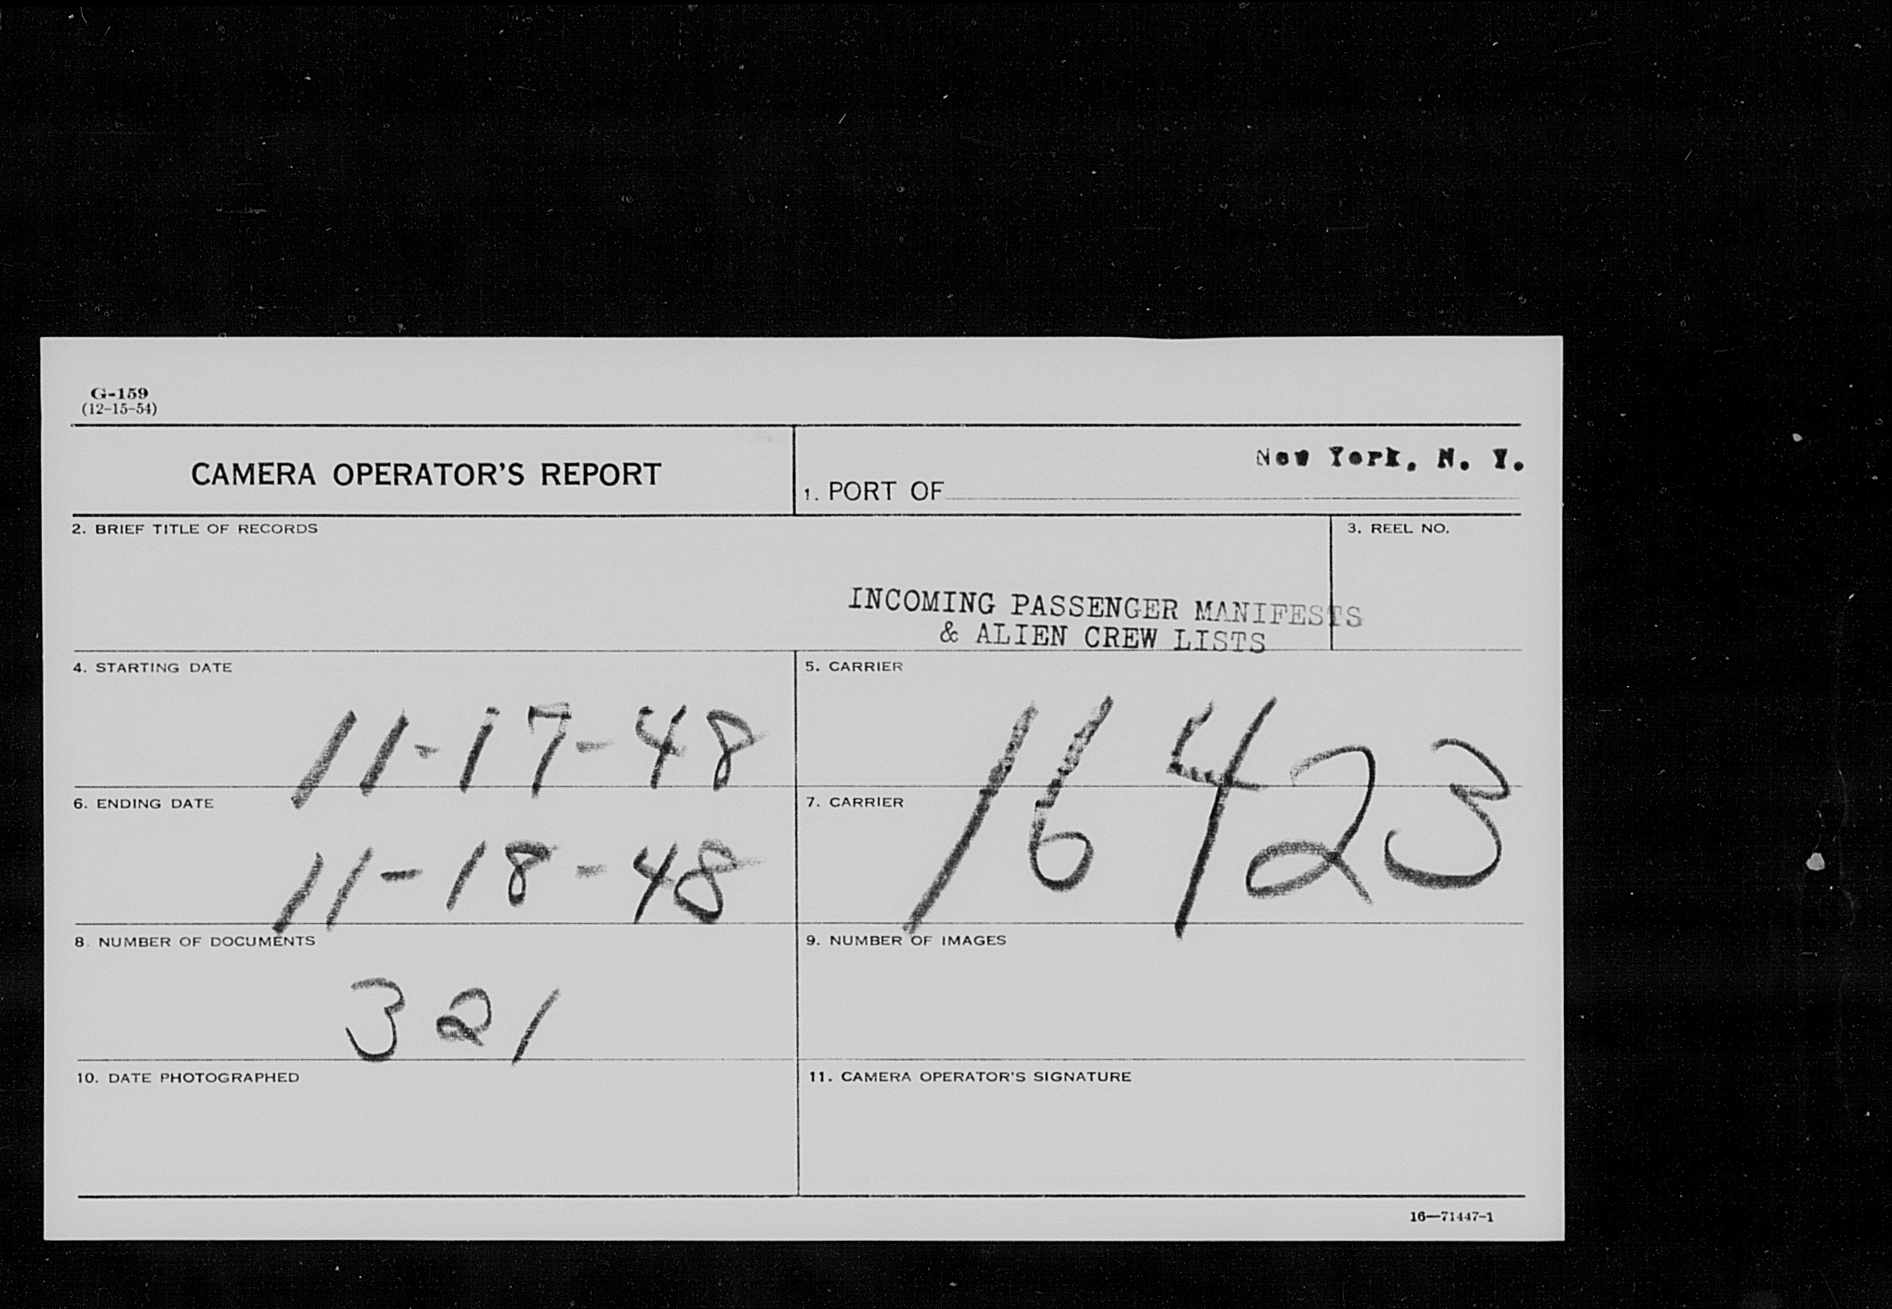 G-159
(12-15-54)
CAMERA OPERATOR'S REPORT
New York, N. Y.
1. PORT OF
2. BRIEF TITLE OF RECORDS
3. REEL NO.
INCOMING PASSENGER MANIFESTS
& ALIEN CREW LISTS
4. STARTING DATE
11-17-48
5. CARRIER
16423
6. ENDING DATE
11-18-48
7. CARRIER
8. NUMBER OF DOCUMENTS
321
9. NUMBER OF IMAGES
10. DATE PHOTOGRAPHED
11. CAMERA OPERATOR'S SIGNATURE
16—71447-1